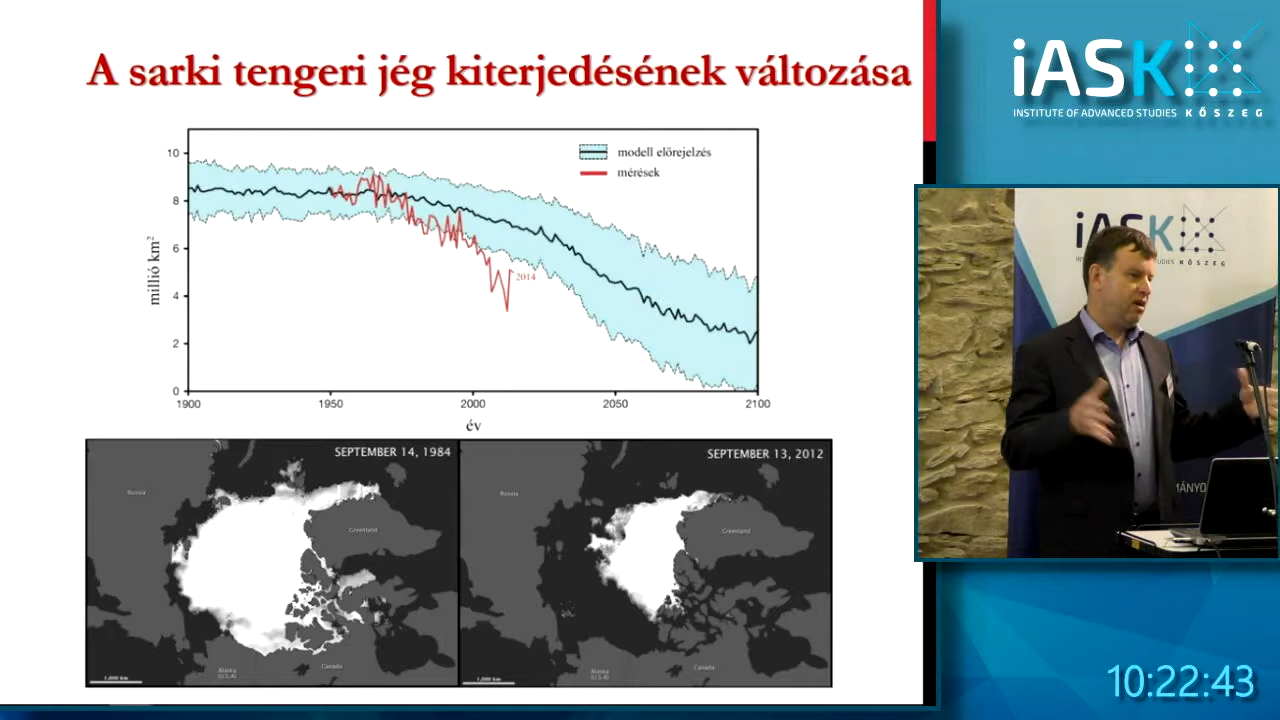 A sarki tengeri jég kiterjedésének változása
10
8
6
4
2
0
millió km²
modell előrejelzés
mérések
2014
1900
1950
2000
2050
2100
év
SEPTEMBER 14, 1984
Russia
Greenland
Alaska
(U.S.A)
Canada
1,000 km
SEPTEMBER 13, 2012
Russia
Greenland
Alaska
(U.S.A)
Canada
1,000 km
iASK
INSTITUTE OF ADVANCED STUDIES KŐSZEG
iASK
KŐSZEG
10:22:43